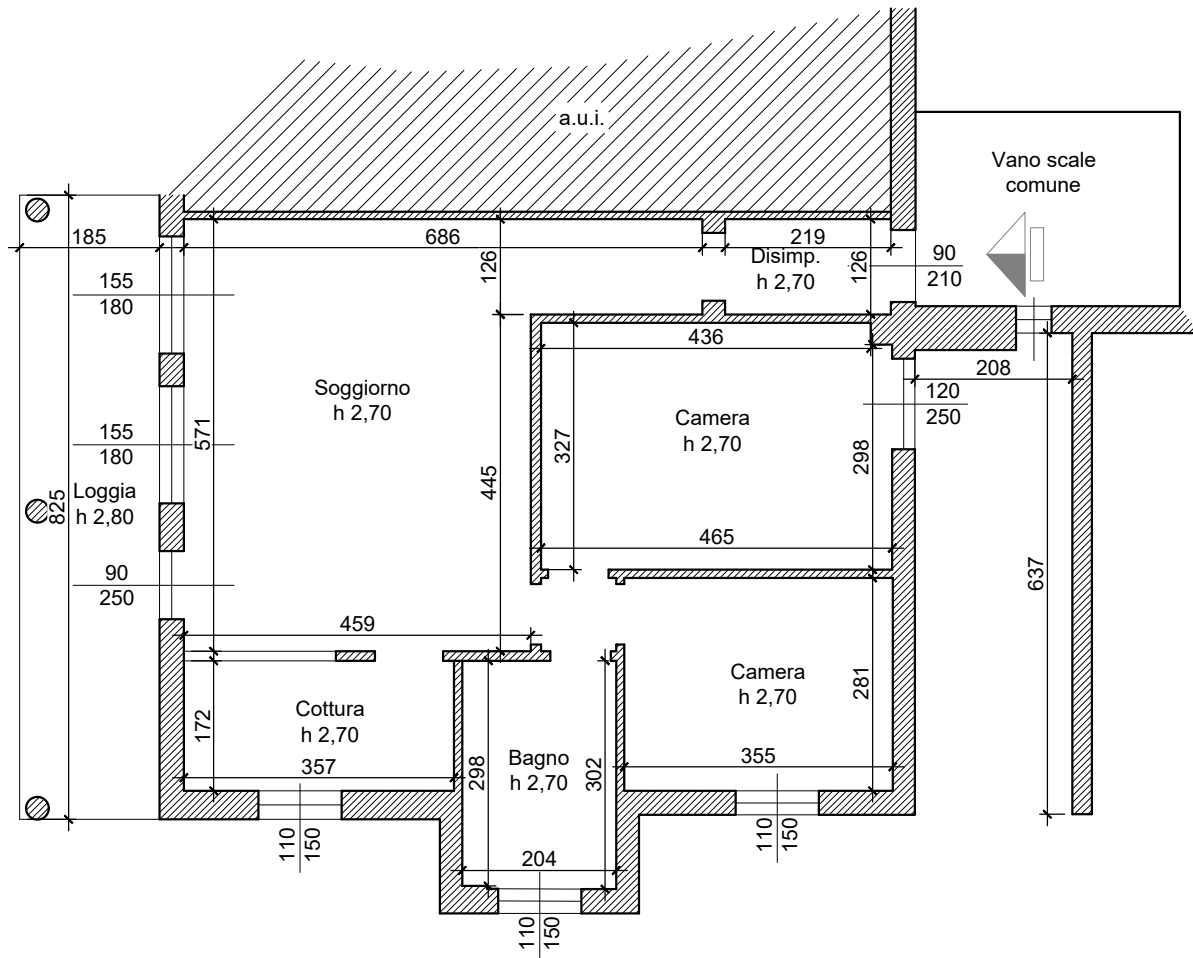 a.u.i.
Vano scale
comune
185
686
219
126
Disimp.
h 2,70
126
90
210
155
180
436
208
Soggiorno
h 2,70
Camera
h 2,70
120
250
571
445
327
298
155
180
825
Loggia
h 2,80
465
90
250
637
459
Camera
h 2,70
281
172
Cottura
h 2,70
357
298
Bagno
h 2,70
302
355
110
150
204
110
150
110
150